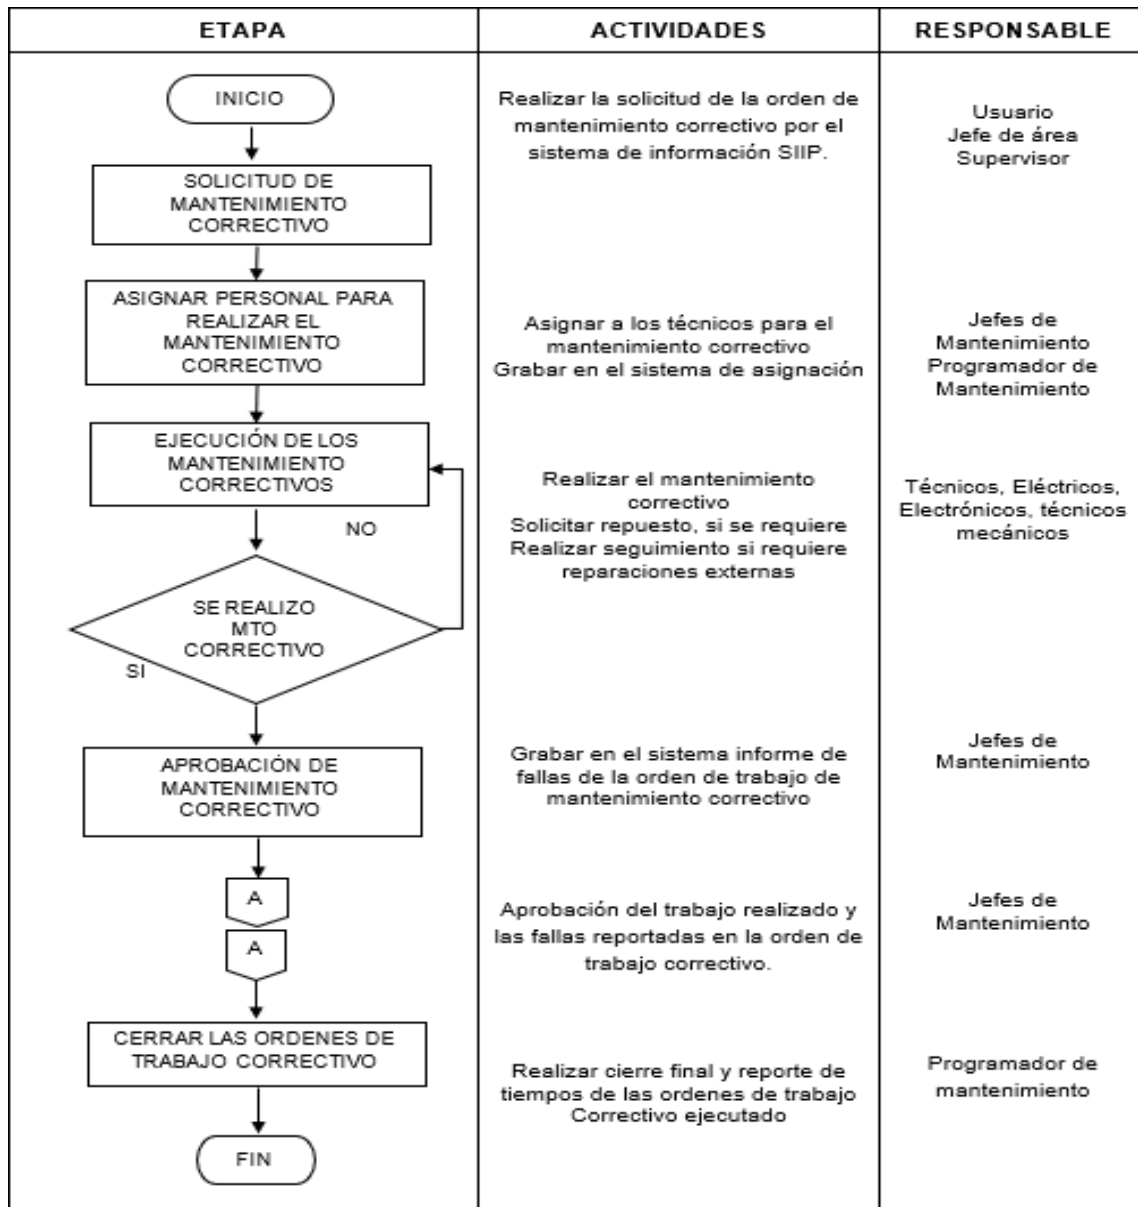 ETAPA
ACTIVIDADES
RESPONSABLE
INICIO
Realizar la solicitud de la orden de
mantenimiento correctivo por el
sistema de información SIIP.
Usuario
Jefe de área
Supervisor
SOLICITUD DE
MANTENIMIENTO
CORRECTIVO
ASIGNAR PERSONAL PARA
REALIZAR EL
MANTENIMIENTO
CORRECTIVO
Asignar a los técnicos para el
mantenimiento correctivo
Grabar en el sistema de asignación
Jefes de
Mantenimiento
Programador de
Mantenimiento
EJECUCIÓN DE LOS
MANTENIMIENTO
CORRECTIVOS
Realizar el mantenimiento
correctivo
Solicitar repuesto, si se requiere
Realizar seguimiento si requiere
reparaciones externas
Técnicos, Eléctricos,
Electrónicos, técnicos
mecánicos
NO
SE REALIZO
MTO
CORRECTIVO
SI
APROBACIÓN DE
MANTENIMIENTO
CORRECTIVO
Grabar en el sistema informe de
fallas de la orden de trabajo de
mantenimiento correctivo
Jefes de
Mantenimiento
A
A
Aprobación del trabajo realizado y
las fallas reportadas en la orden de
trabajo correctivo.
Jefes de
Mantenimiento
CERRAR LAS ORDENES DE
TRABAJO CORRECTIVO
Realizar cierre final y reporte de
tiempos de las ordenes de trabajo
Correctivo ejecutado
Programador de
mantenimiento
FIN